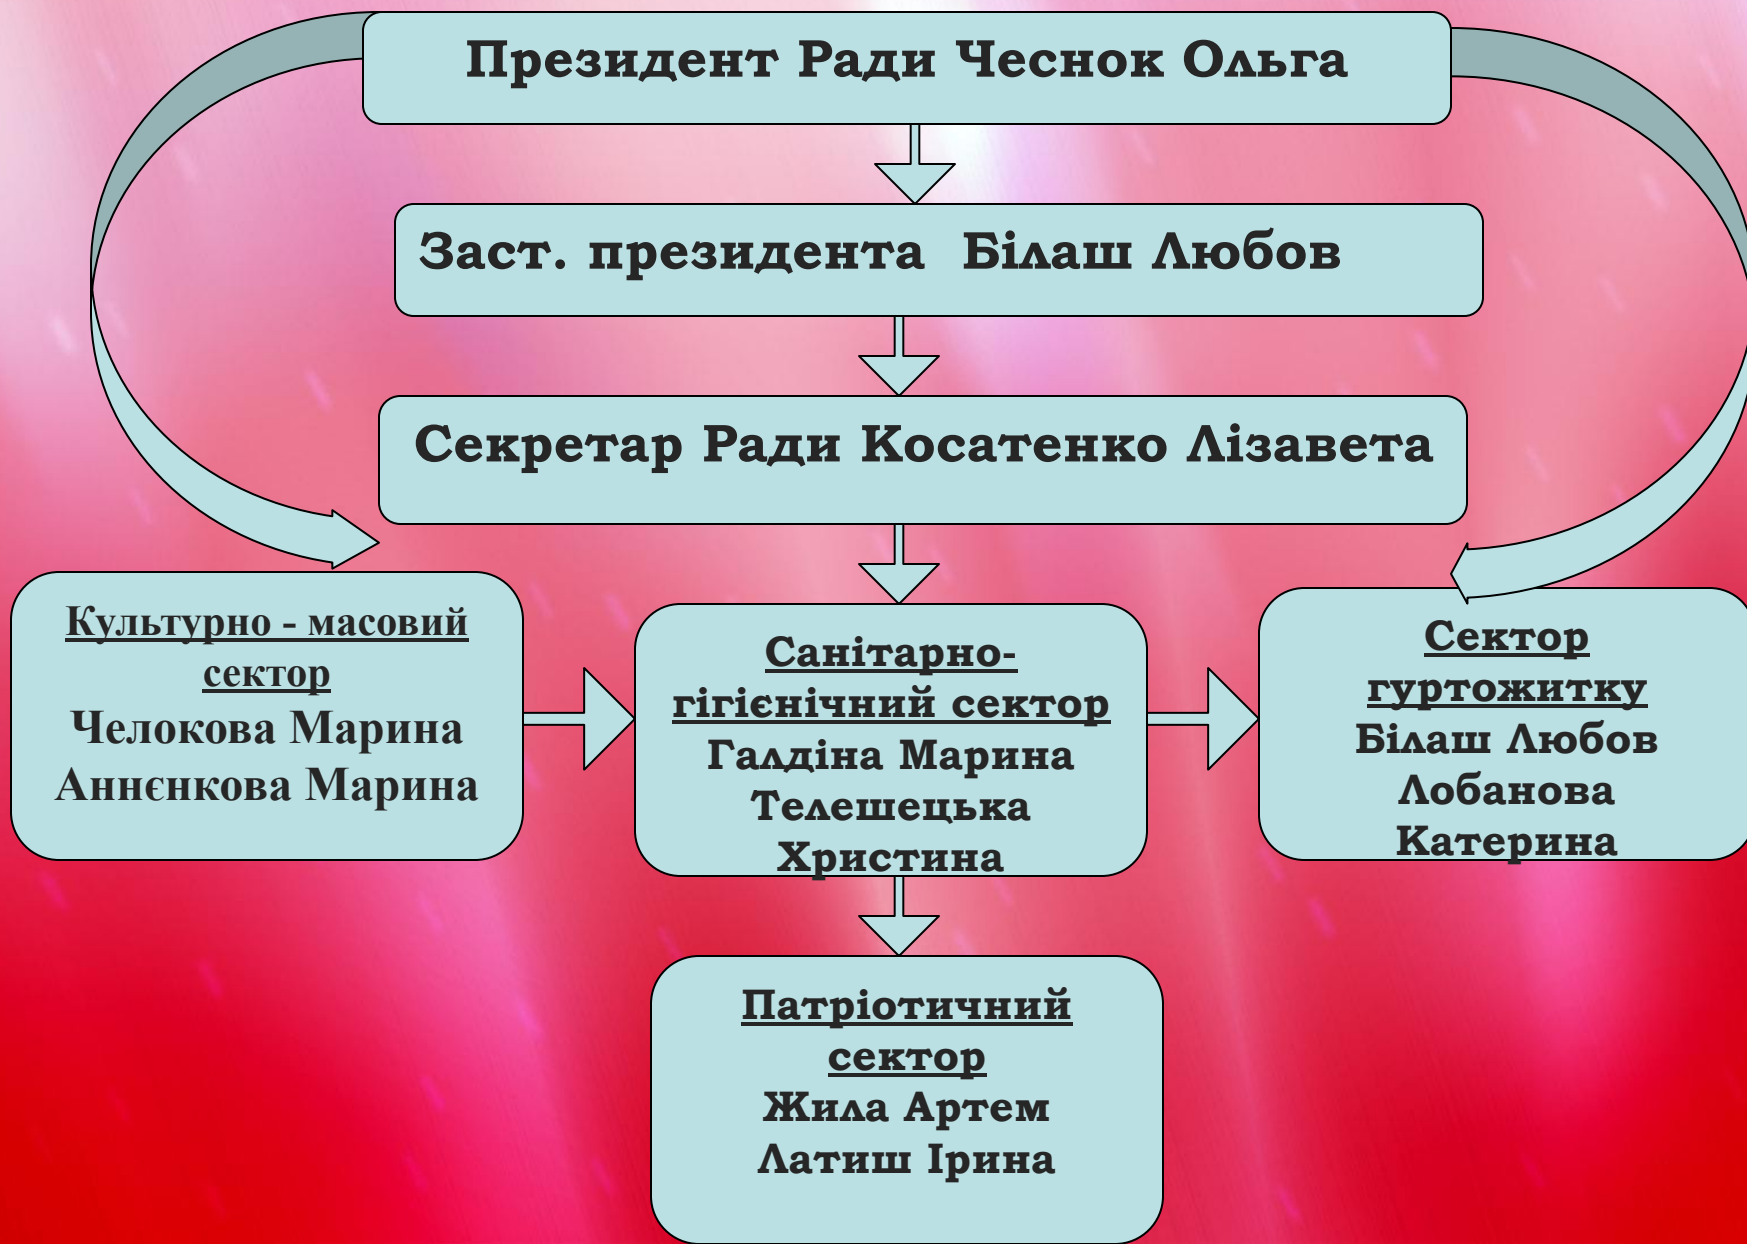 Президент Ради Чеснок Ольга
Заст. президента  Білаш Любов
Секретар Ради Косатенко Лізавета
Культурно - масовий
сектор
Челокова Марина
Аннєнкова Марина
Санітарно-
гігієнічний сектор
Галдіна Марина
Телешецька
Христина
Сектор
гуртожитку
Білаш Любов
Лобанова
Катерина
Патріотичний
сектор
Жила Артем
Латиш Ірина